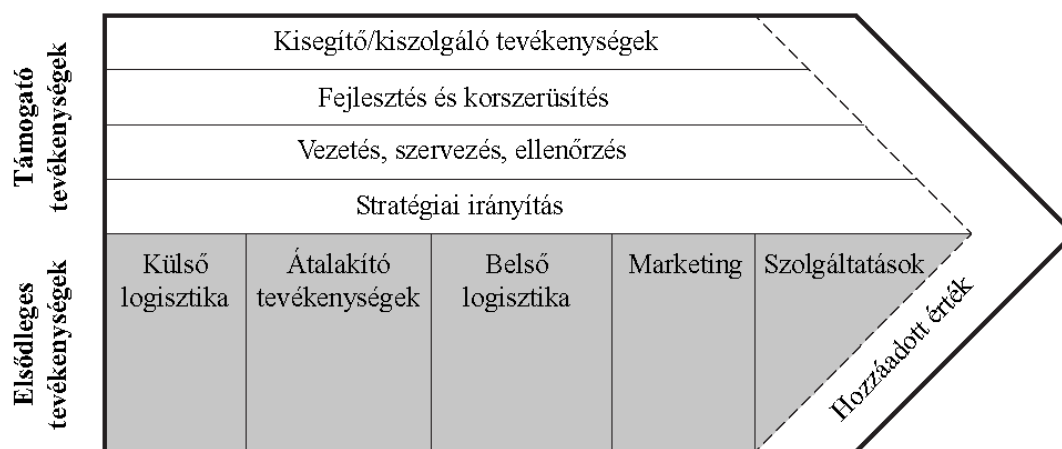 Támogató
tevékenységek
Kisegítő/kiszolgáló tevékenységek
Fejlesztés és korszerüsítés
Vezetés, szervezés, ellenőrzés
Stratégiai irányítás
Elsődleges
tevékenységek
Külső
logisztika
Átalakító
tevékenységek
Belső
logisztika
Marketing
Szolgáltatások
Hozzáadott érték